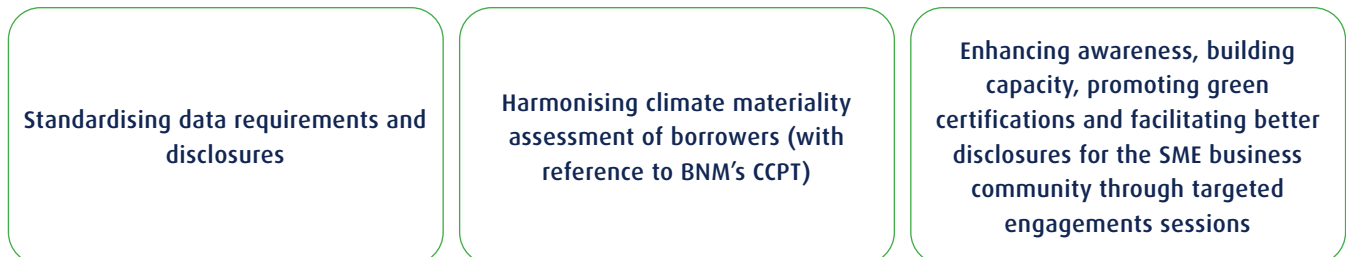 Standardising data requirements and
disclosures
Harmonising climate materiality
assessment of borrowers (with
reference to BNM's CCPT)
Enhancing awareness, building
capacity, promoting green
certifications and facilitating better
disclosures for the SME business
community through targeted
engagements sessions